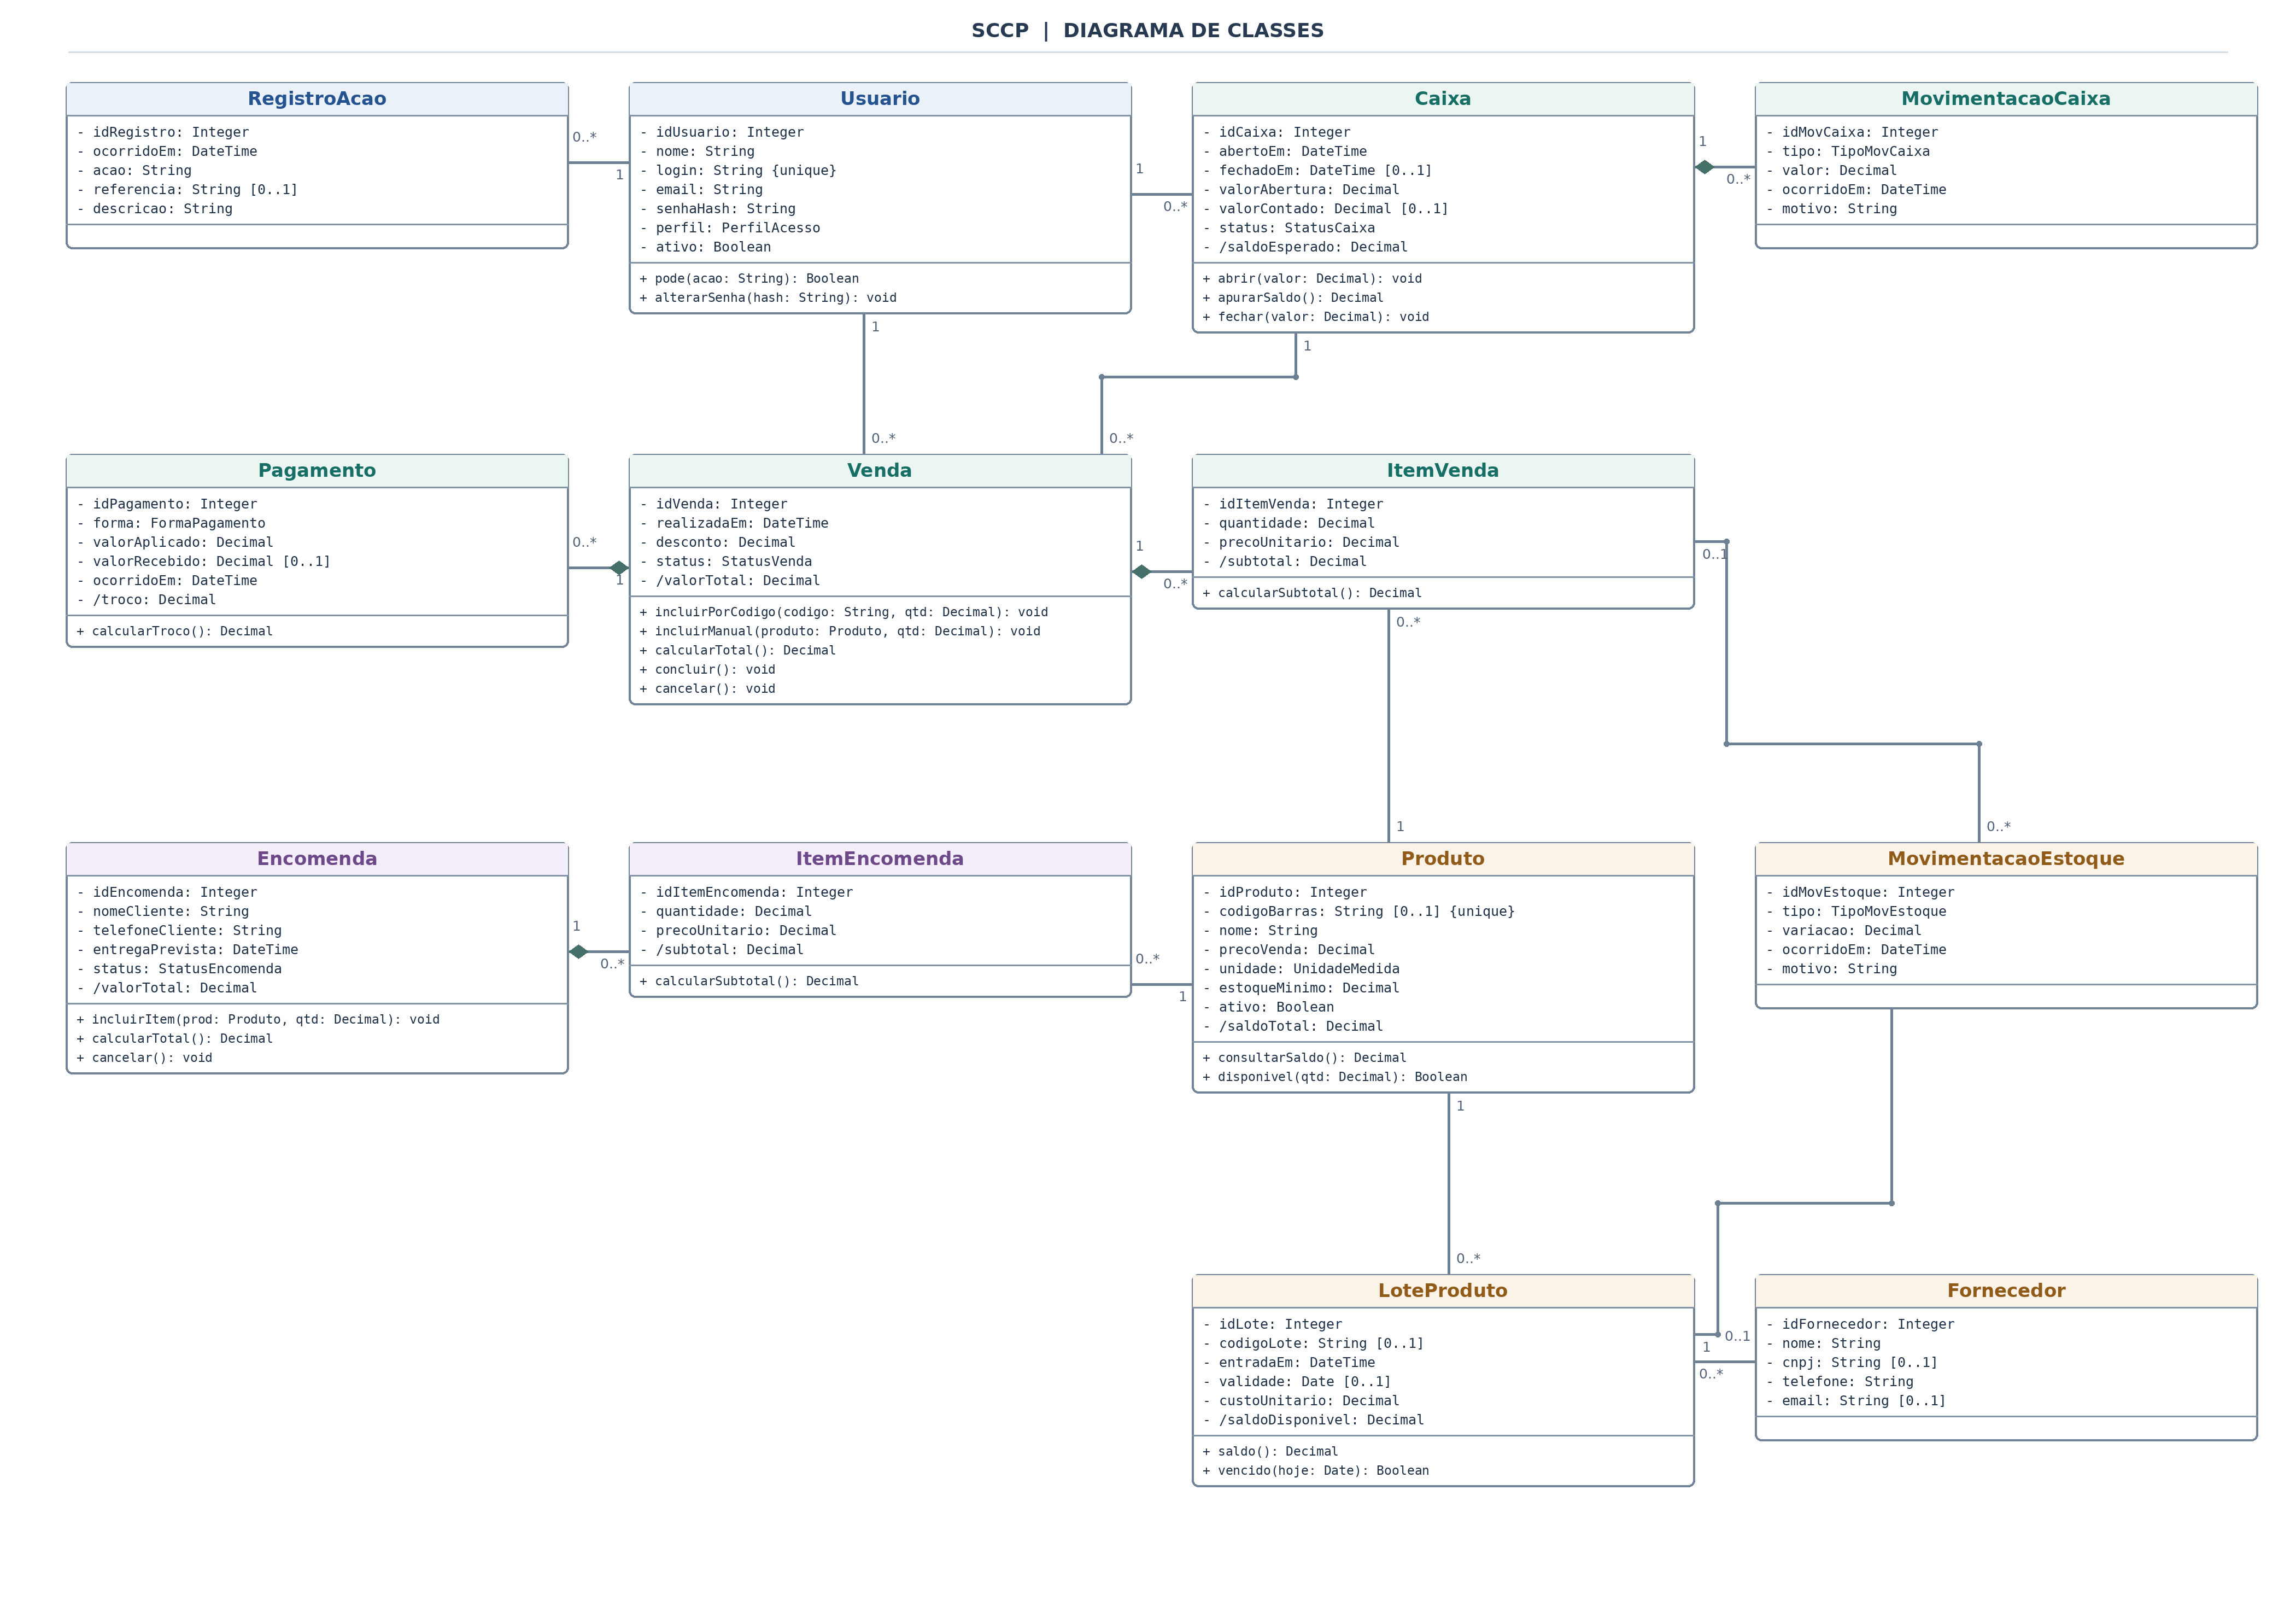 SCCP | DIAGRAMA DE CLASSES
RegistroAcao
- idRegistro: Integer
- ocorridoEm: DateTime
- acao: String
- referencia: String [0..1]
- descricao: String
0..*
1
Usuario
- idUsuario: Integer
- nome: String
- login: String {unique}
- email: String
- senhaHash: String
- perfil: PerfilAcesso
- ativo: Boolean
+ pode(acao: String): Boolean
+ alterarSenha(hash: String): void
1
0..*
Caixa
- idCaixa: Integer
- abertoEm: DateTime
- fechadoEm: DateTime [0..1]
- valorAbertura: Decimal
- valorContado: Decimal [0..1]
- status: StatusCaixa
- /saldoEsperado: Decimal
+ abrir(valor: Decimal): void
+ apurarSaldo(): Decimal
+ fechar(valor: Decimal): void
1
0..*
MovimentacaoCaixa
- idMovCaixa: Integer
- tipo: TipoMovCaixa
- valor: Decimal
- ocorridoEm: DateTime
- motivo: String
1
1
0..*
0..*
Pagamento
- idPagamento: Integer
- forma: FormaPagamento
- valorAplicado: Decimal
- valorRecebido: Decimal [0..1]
- ocorridoEm: DateTime
- /troco: Decimal
+ calcularTroco(): Decimal
0..*
1
Venda
- idVenda: Integer
- realizadaEm: DateTime
- desconto: Decimal
- status: StatusVenda
- /valorTotal: Decimal
+ incluirPorCodigo(codigo: String, qtd: Decimal): void
+ incluirManual(produto: Produto, qtd: Decimal): void
+ calcularTotal(): Decimal
+ concluir(): void
+ cancelar(): void
1
0..*
ItemVenda
- idItemVenda: Integer
- quantidade: Decimal
- precoUnitario: Decimal
- /subtotal: Decimal
+ calcularSubtotal(): Decimal
0..1
0..*
1
0..*
Encomenda
- idEncomenda: Integer
- nomeCliente: String
- telefoneCliente: String
- entregaPrevista: DateTime
- status: StatusEncomenda
- /valorTotal: Decimal
+ incluirItem(prod: Produto, qtd: Decimal): void
+ calcularTotal(): Decimal
+ cancelar(): void
1
0..*
ItemEncomenda
- idItemEncomenda: Integer
- quantidade: Decimal
- precoUnitario: Decimal
- /subtotal: Decimal
+ calcularSubtotal(): Decimal
0..*
1
Produto
- idProduto: Integer
- codigoBarras: String [0..1] {unique}
- nome: String
- precoVenda: Decimal
- unidade: UnidadeMedida
- estoqueMinimo: Decimal
- ativo: Boolean
- /saldoTotal: Decimal
+ consultarSaldo(): Decimal
+ disponivel(qtd: Decimal): Boolean
MovimentacaoEstoque
- idMovEstoque: Integer
- tipo: TipoMovEstoque
- variacao: Decimal
- ocorridoEm: DateTime
- motivo: String
1
0..*
LoteProduto
- idLote: Integer
- codigoLote: String [0..1]
- entradaEm: DateTime
- validade: Date [0..1]
- custoUnitario: Decimal
- /saldoDisponivel: Decimal
+ saldo(): Decimal
+ vencido(hoje: Date): Boolean
0..1
1
0..*
Fornecedor
- idFornecedor: Integer
- nome: String
- cnpj: String [0..1]
- telefone: String
- email: String [0..1]